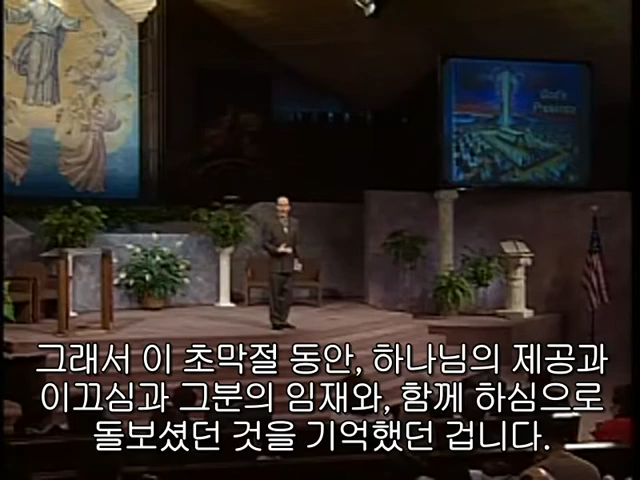 God's
Presence
그래서 이 초막절 동안, 하나님의 제공과
이끄심과 그분의 임재와, 함께 하심으로
돌보셨던 것을 기억했던 겁니다.